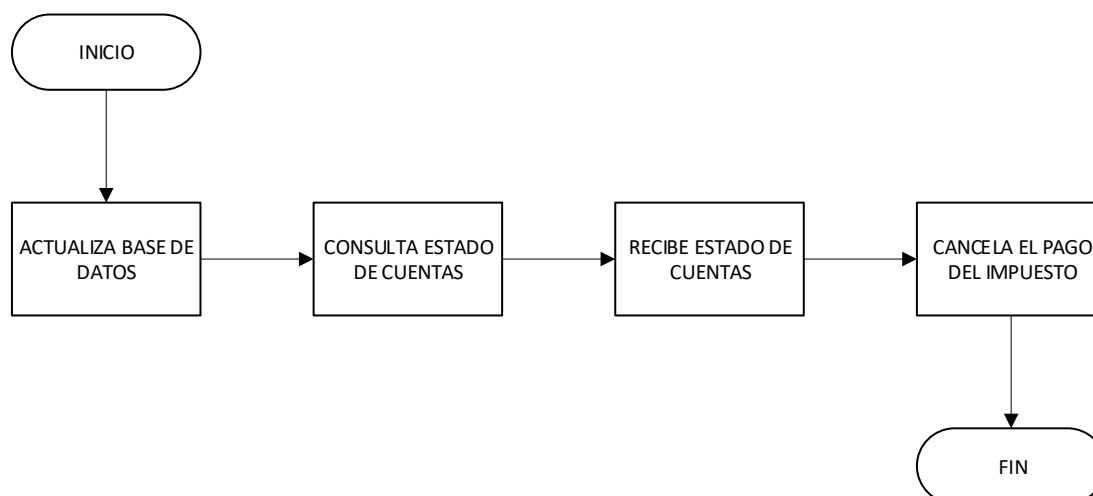 INICIO
ACTUALIZA BASE DE
DATOS
CONSULTA ESTADO
DE CUENTAS
RECIBE ESTADO DE
CUENTAS
CANCELA EL PAGO
DEL IMPUESTO
FIN